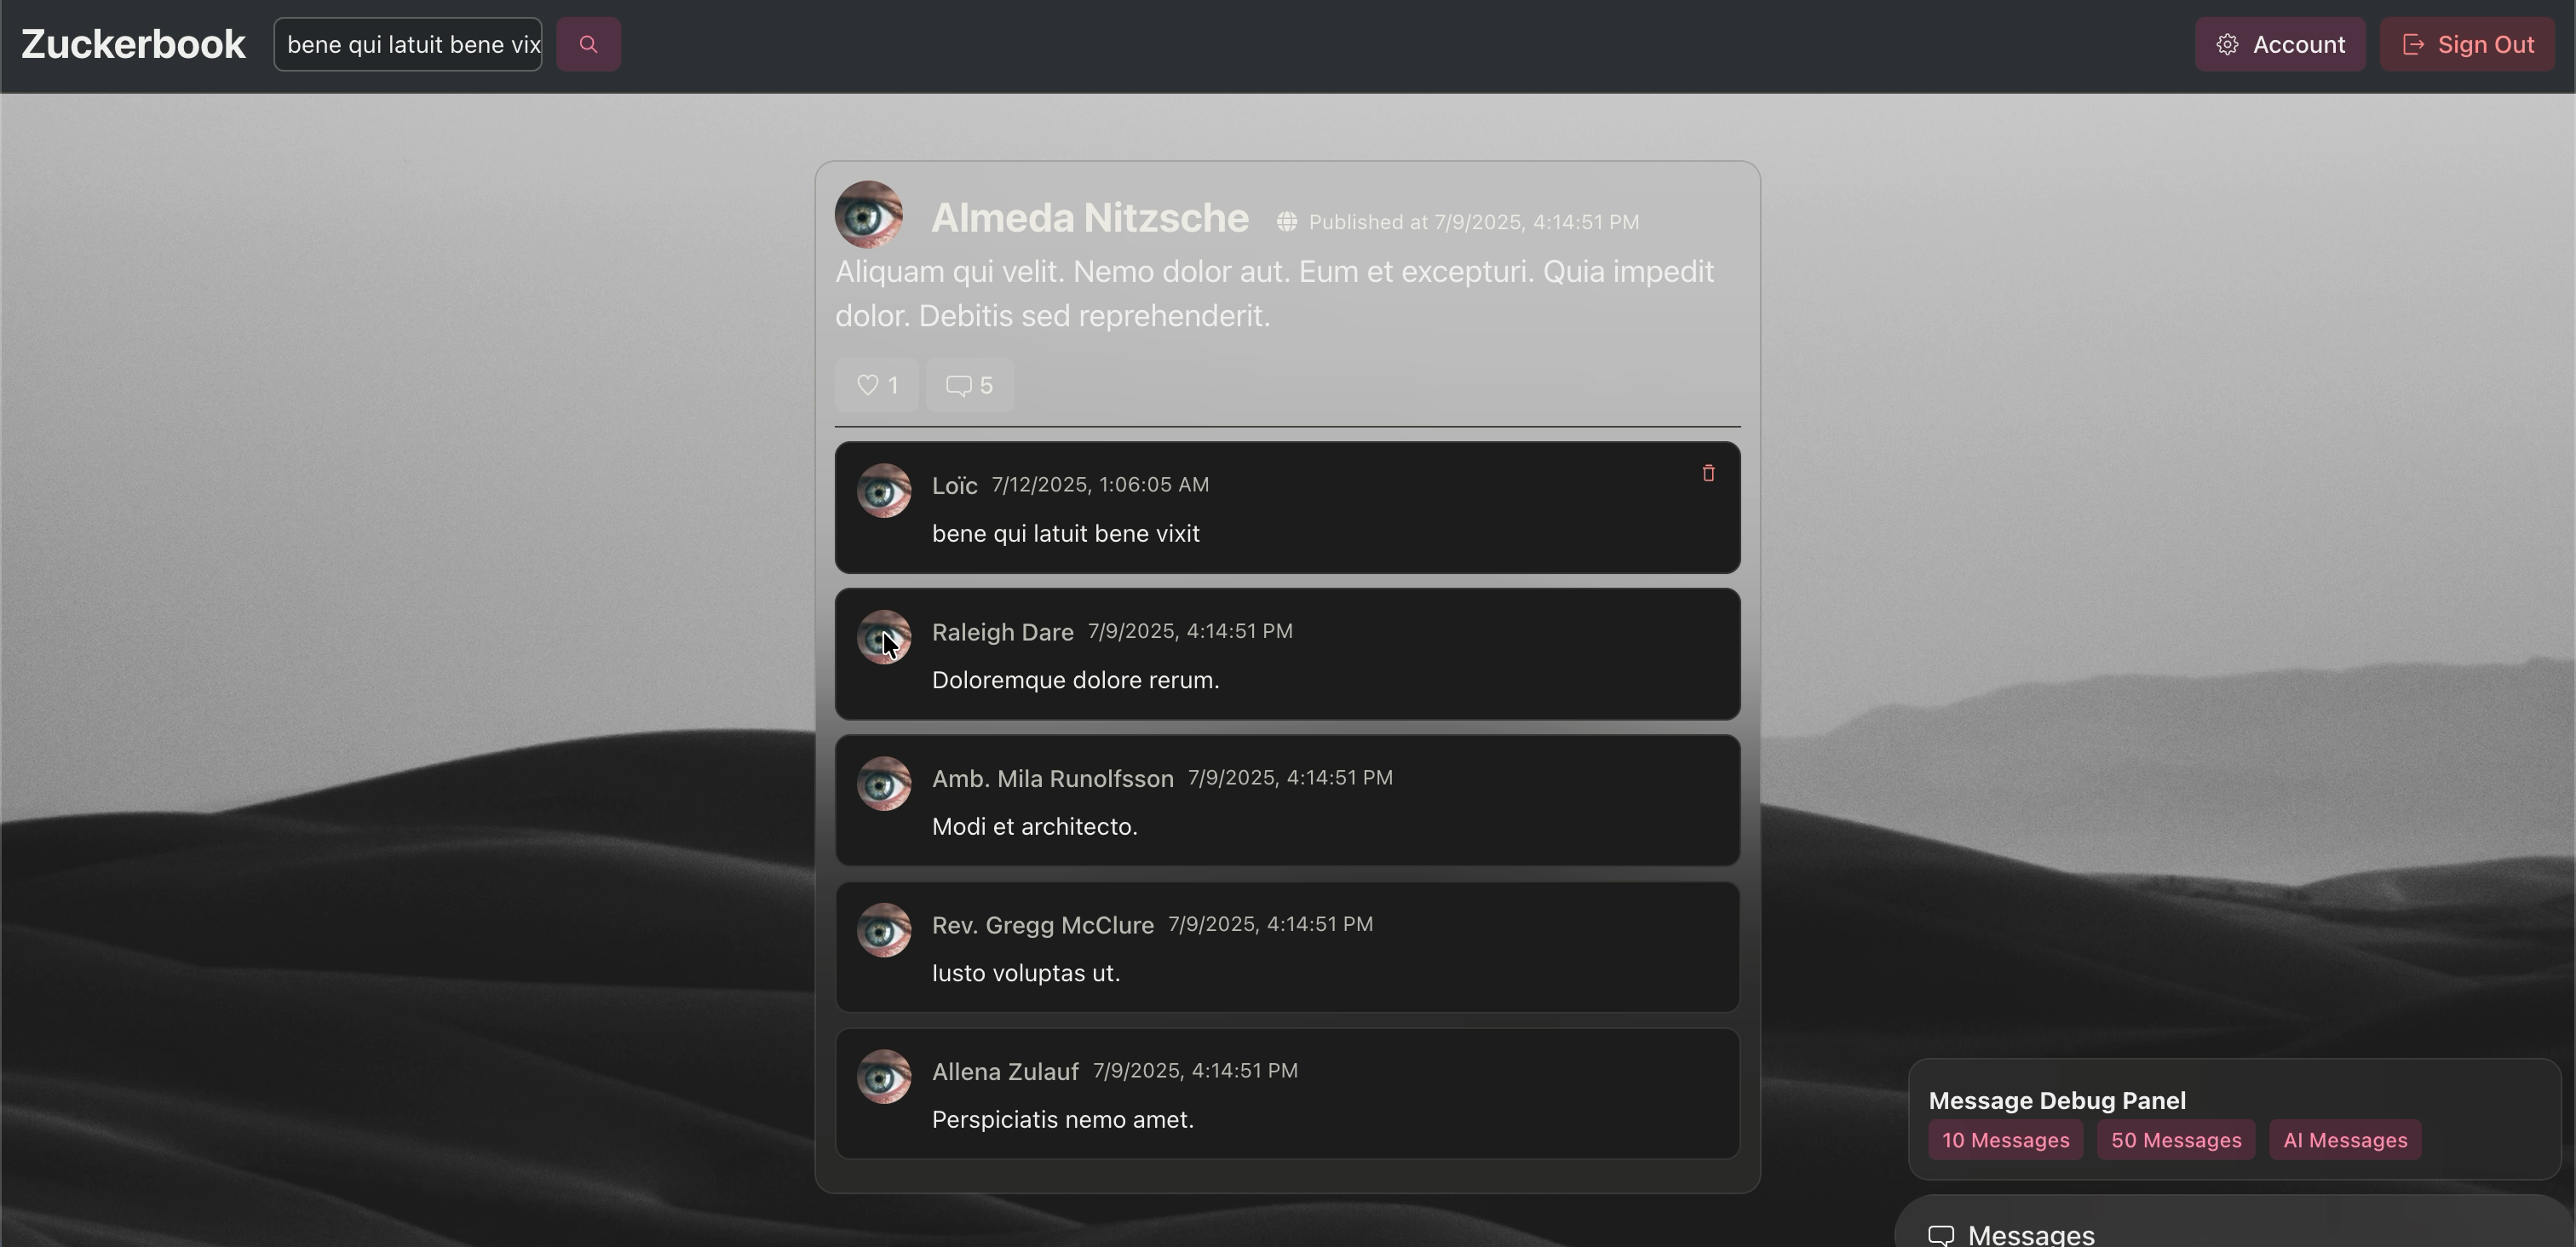 Zuckerbook
bene qui latuit bene vix
Account
Sign Out
Almeda Nitzsche
Published at 7/9/2025, 4:14:51 PM
Aliquam qui velit. Nemo dolor aut. Eum et excepturi. Quia impedit
dolor. Debitis sed reprehenderit.
1
5
Loïc 7/12/2025, 1:06:05 AM
bene qui latuit bene vixit
Raleigh Dare 7/9/2025, 4:14:51 PM
Doloremque dolore rerum.
Amb. Mila Runolfsson 7/9/2025, 4:14:51 PM
Modi et architecto.
Rev. Gregg McClure 7/9/2025, 4:14:51 PM
Iusto voluptas ut.
Allena Zulauf 7/9/2025, 4:14:51 PM
Perspiciatis nemo amet.
Message Debug Panel
10 Messages
50 Messages
AI Messages
Messages